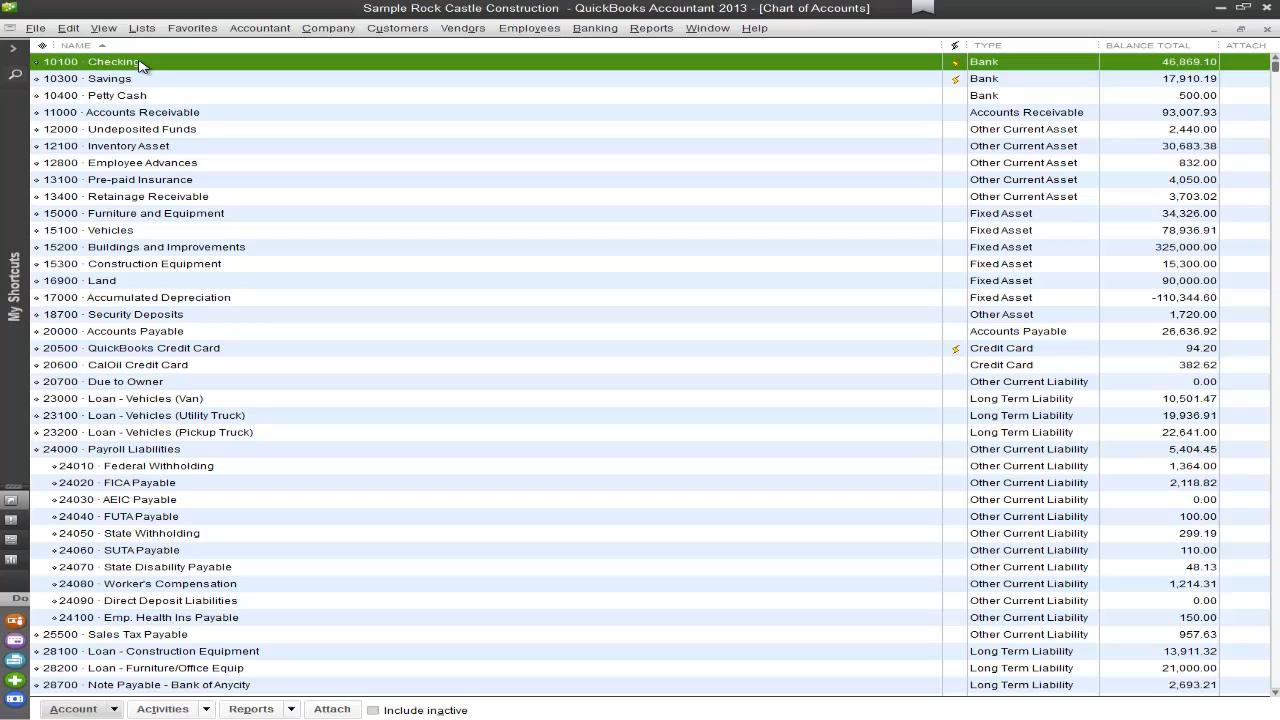 Sample Rock Castle Construction - QuickBooks Accountant 2013 - [Chart of Accounts]
File Edit View Lists Favorites Accountant Company Customers Vendors Employees Banking Reports Window Help
NAME TYPE BALANCE TOTAL ATTACH
10100 · Checking Bank 46,869.10
10300 · Savings Bank 17,910.19
10400 · Petty Cash Bank 500.00
11000 · Accounts Receivable Accounts Receivable 93,007.93
12000 · Undeposited Funds Other Current Asset 2,440.00
12100 · Inventory Asset Other Current Asset 30,683.38
12800 · Employee Advances Other Current Asset 832.00
13100 · Pre-paid Insurance Other Current Asset 4,050.00
13400 · Retainage Receivable Other Current Asset 3,703.02
15000 · Furniture and Equipment Fixed Asset 34,326.00
15100 · Vehicles Fixed Asset 78,936.91
15200 · Buildings and Improvements Fixed Asset 325,000.00
15300 · Construction Equipment Fixed Asset 15,300.00
16900 · Land Fixed Asset 90,000.00
17000 · Accumulated Depreciation Fixed Asset -110,344.60
18700 · Security Deposits Other Asset 1,720.00
20000 · Accounts Payable Accounts Payable 26,636.92
20500 · QuickBooks Credit Card Credit Card 94.20
20600 · CalOil Credit Card Credit Card 382.62
20700 · Due to Owner Other Current Liability 0.00
23000 · Loan - Vehicles (Van) Long Term Liability 10,501.47
23100 · Loan - Vehicles (Utility Truck) Long Term Liability 19,936.91
23200 · Loan - Vehicles (Pickup Truck) Long Term Liability 22,641.00
24000 · Payroll Liabilities Other Current Liability 5,404.45
24010 · Federal Withholding Other Current Liability 1,364.00
24020 · FICA Payable Other Current Liability 2,118.82
24030 · AEIC Payable Other Current Liability 0.00
24040 · FUTA Payable Other Current Liability 100.00
24050 · State Withholding Other Current Liability 299.19
24060 · SUTA Payable Other Current Liability 110.00
24070 · State Disability Payable Other Current Liability 48.13
24080 · Worker's Compensation Other Current Liability 1,214.31
24090 · Direct Deposit Liabilities Other Current Liability 0.00
24100 · Emp. Health Ins Payable Other Current Liability 150.00
25500 · Sales Tax Payable Other Current Liability 957.63
28100 · Loan - Construction Equipment Long Term Liability 13,911.32
28200 · Loan - Furniture/Office Equip Long Term Liability 21,000.00
28700 · Note Payable - Bank of Anycity Long Term Liability 2,693.21
My Shortcuts
Do
Account Activities Reports Attach Include inactive